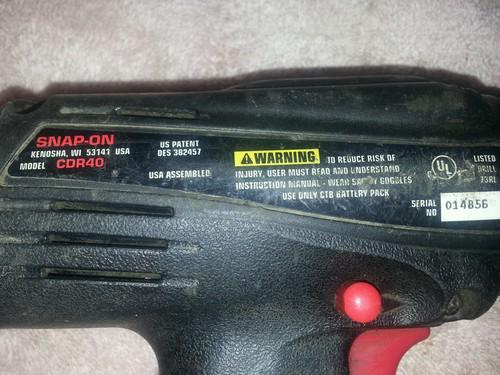 SNAP-ON
KENOSHA, WI 53141 USA
MODEL CDR40
US PATENT
DES 382457
USA ASSEMBLED
WARNING TO REDUCE RISK OF
INJURY, USER MUST READ AND UNDERSTAND
INSTRUCTION MANUAL - WEAR SAFETY GOGGLES
USE ONLY CTB BATTERY PACK
UL
LISTED
DRILL
SERIAL
NO 014856